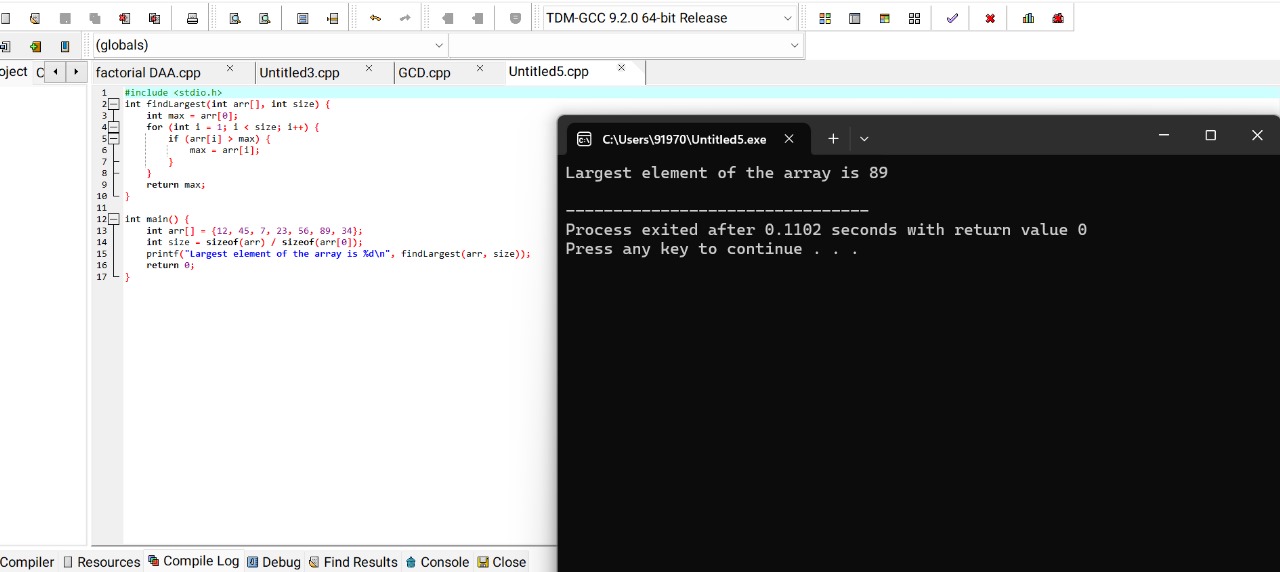 TDM-GCC 9.2.0 64-bit Release
(globals)
oject C factorial DAA.cpp Untitled3.cpp GCD.cpp Untitled5.cpp
1 #include <stdio.h>
2 int findLargest(int arr[], int size) {
3 int max = arr[0];
4 for (int i = 1; i < size; i++) {
5 if (arr[i] > max) {
6 max = arr[i];
7 }
8 }
9 return max;
10 }
11
12 int main() {
13 int arr[] = {12, 45, 7, 23, 56, 89, 34};
14 int size = sizeof(arr) / sizeof(arr[0]);
15 printf("Largest element of the array is %d\n", findLargest(arr, size));
16 return 0;
17 }
C:\Users\91970\Untitled5.exe
Largest element of the array is 89
--------------------------------
Process exited after 0.1102 seconds with return value 0
Press any key to continue . . .
Compiler Resources Compile Log Debug Find Results Console Close